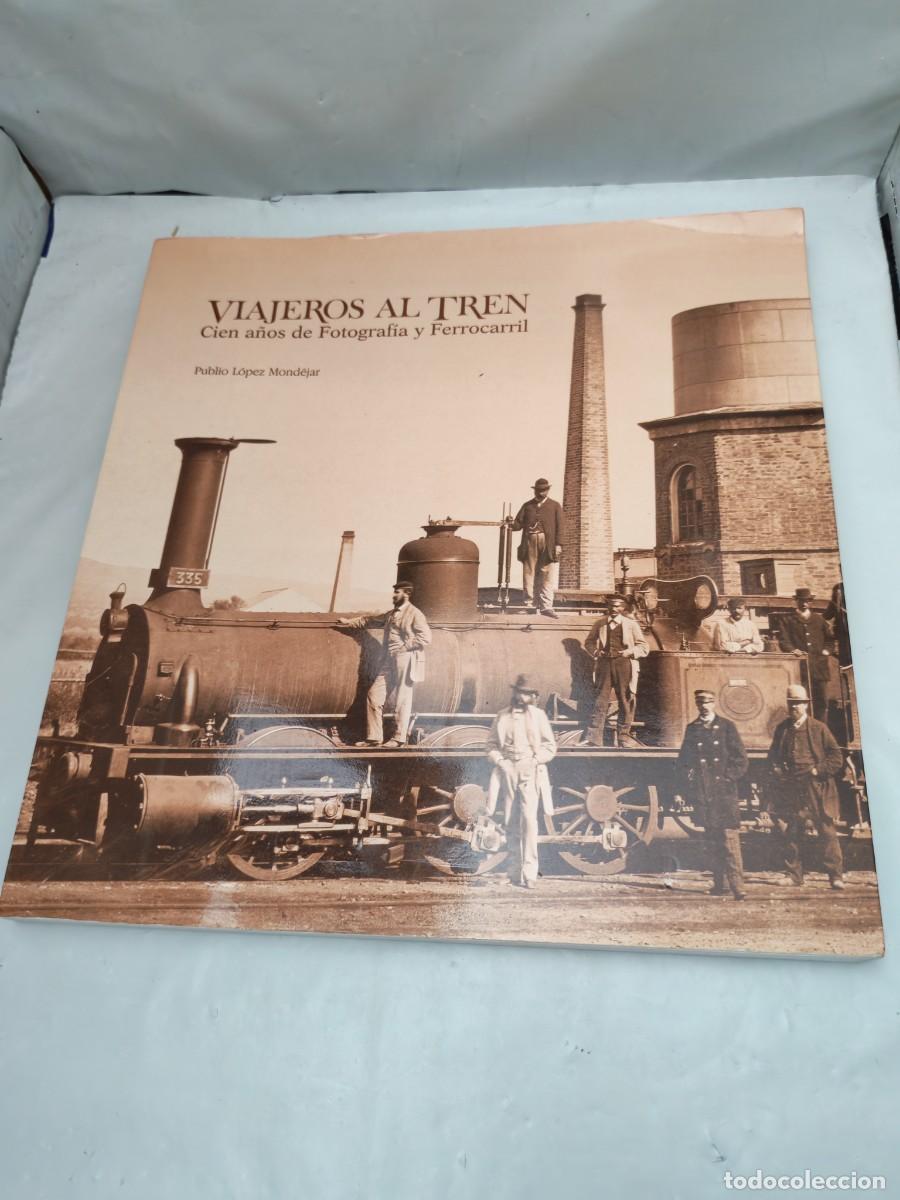 VIAJEROS AL TREN
Cien años de Fotografía y Ferrocarril
Publio López Mondéjar
335
todocoleccion